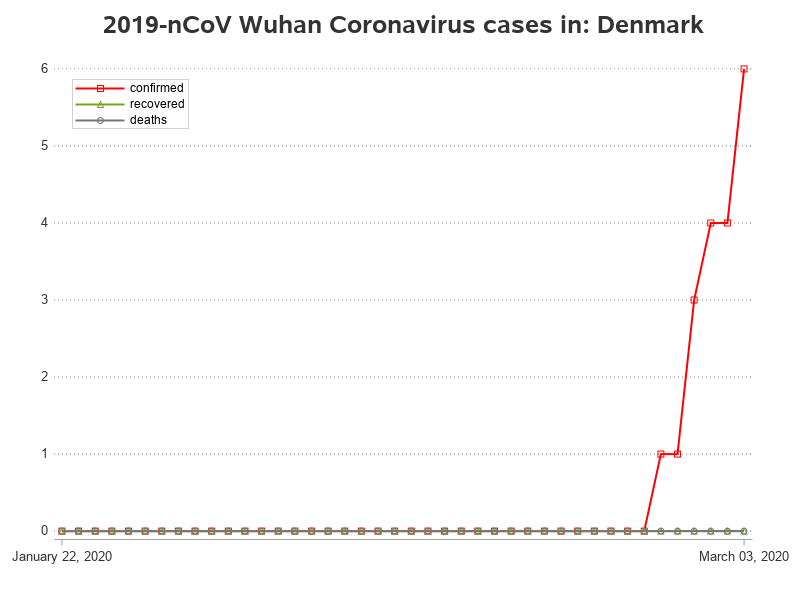 2019-nCoV Wuhan Coronavirus cases in: Denmark
6
confirmed
recovered
deaths
5
4
3
2
1
0
January 22, 2020
March 03, 2020